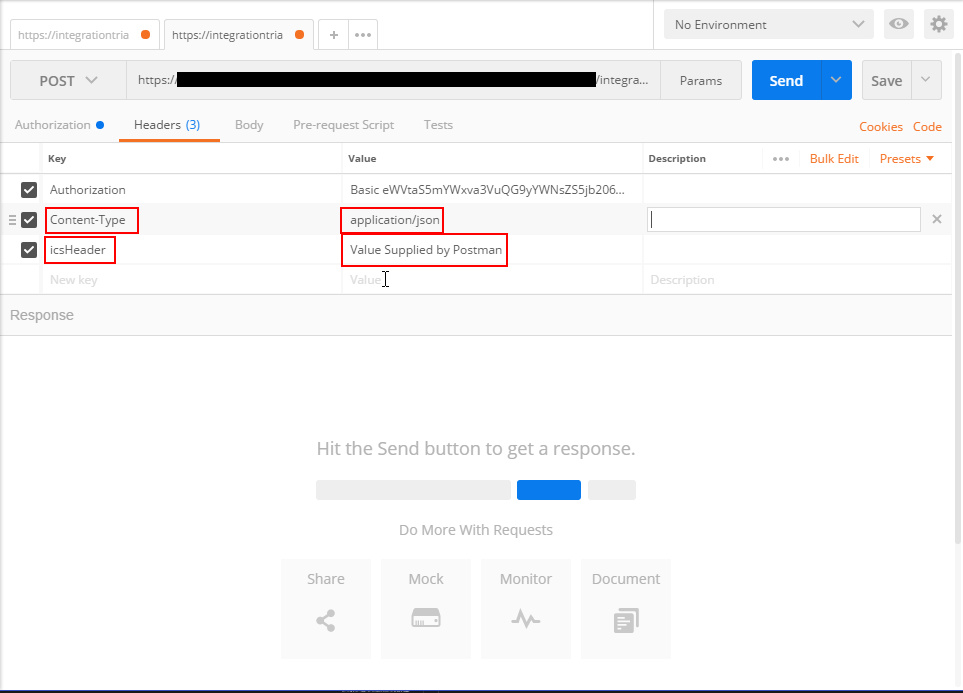 https://integrationtria https://integrationtria + ••• No Environment
POST https:/ /integra... Params Send Save
Authorization Headers (3) Body Pre-request Script Tests Cookies Code
Key Value Description ••• Bulk Edit Presets
Authorization Basic eWVtaS5mYWxva3VuQG9yYWNsZS5jb206...
Content-Type application/json
icsHeader Value Supplied by Postman
New key Value Description
Response
Hit the Send button to get a response.
Do More With Requests
Share Mock Monitor Document